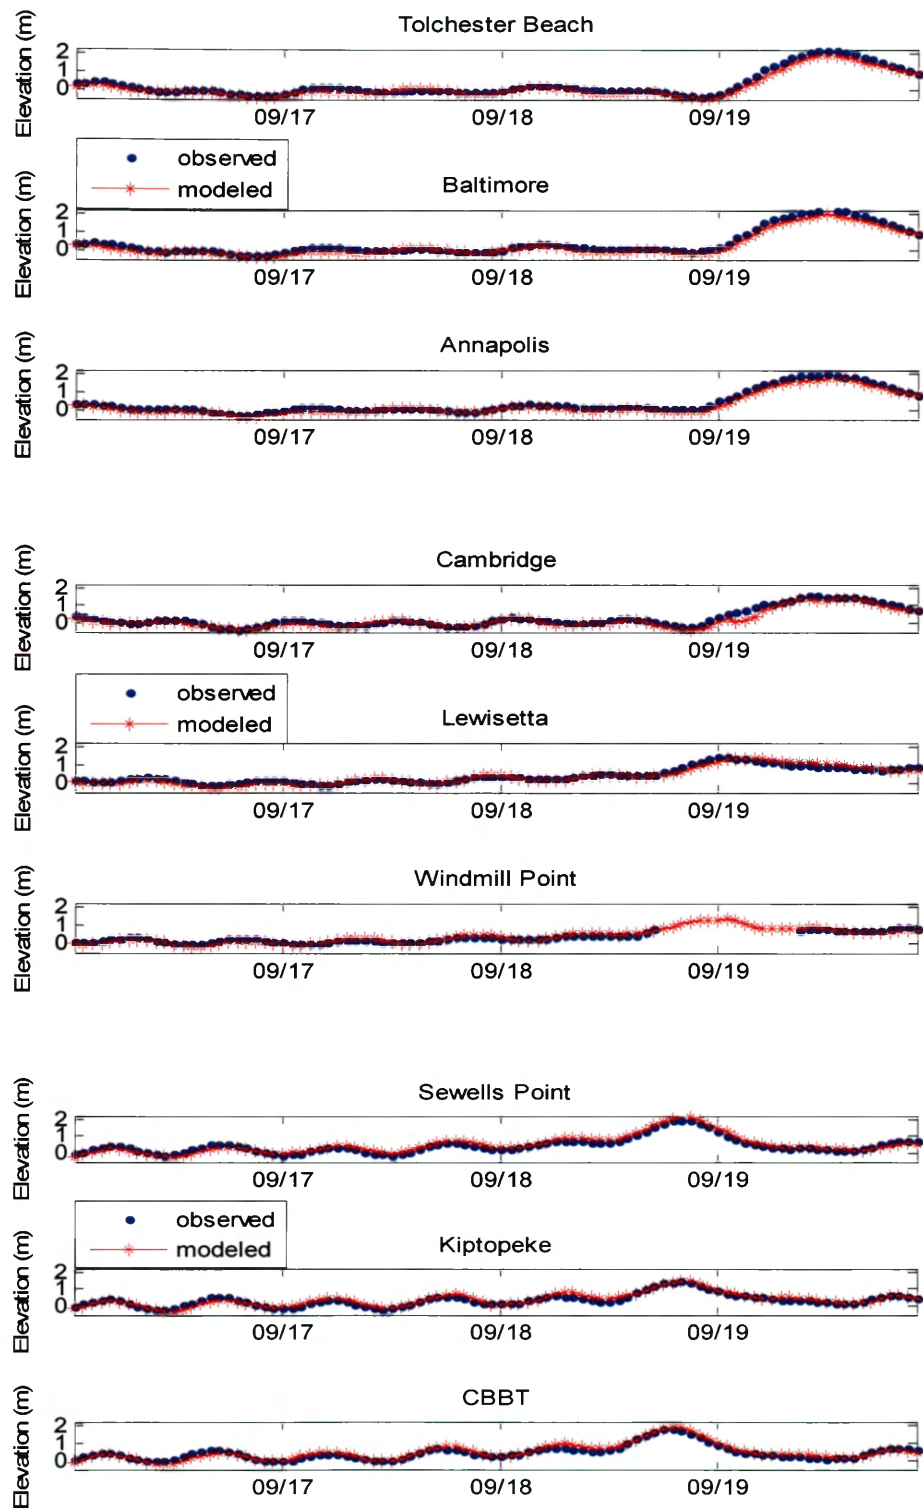 Tolchester Beach
Elevation (m)
2
1
0
09/17 09/18 09/19
observed
modeled
Baltimore
Elevation (m)
2
1
0
09/17 09/18 09/19
Annapolis
Elevation (m)
2
1
0
09/17 09/18 09/19
Cambridge
Elevation (m)
2
1
0
09/17 09/18 09/19
observed
modeled
Lewisetta
Elevation (m)
2
1
0
09/17 09/18 09/19
Windmill Point
Elevation (m)
2
1
0
09/17 09/18 09/19
Sewells Point
Elevation (m)
2
1
0
09/17 09/18 09/19
observed
modeled
Kiptopeke
Elevation (m)
2
1
0
09/17 09/18 09/19
CBBT
Elevation (m)
2
1
0
09/17 09/18 09/19